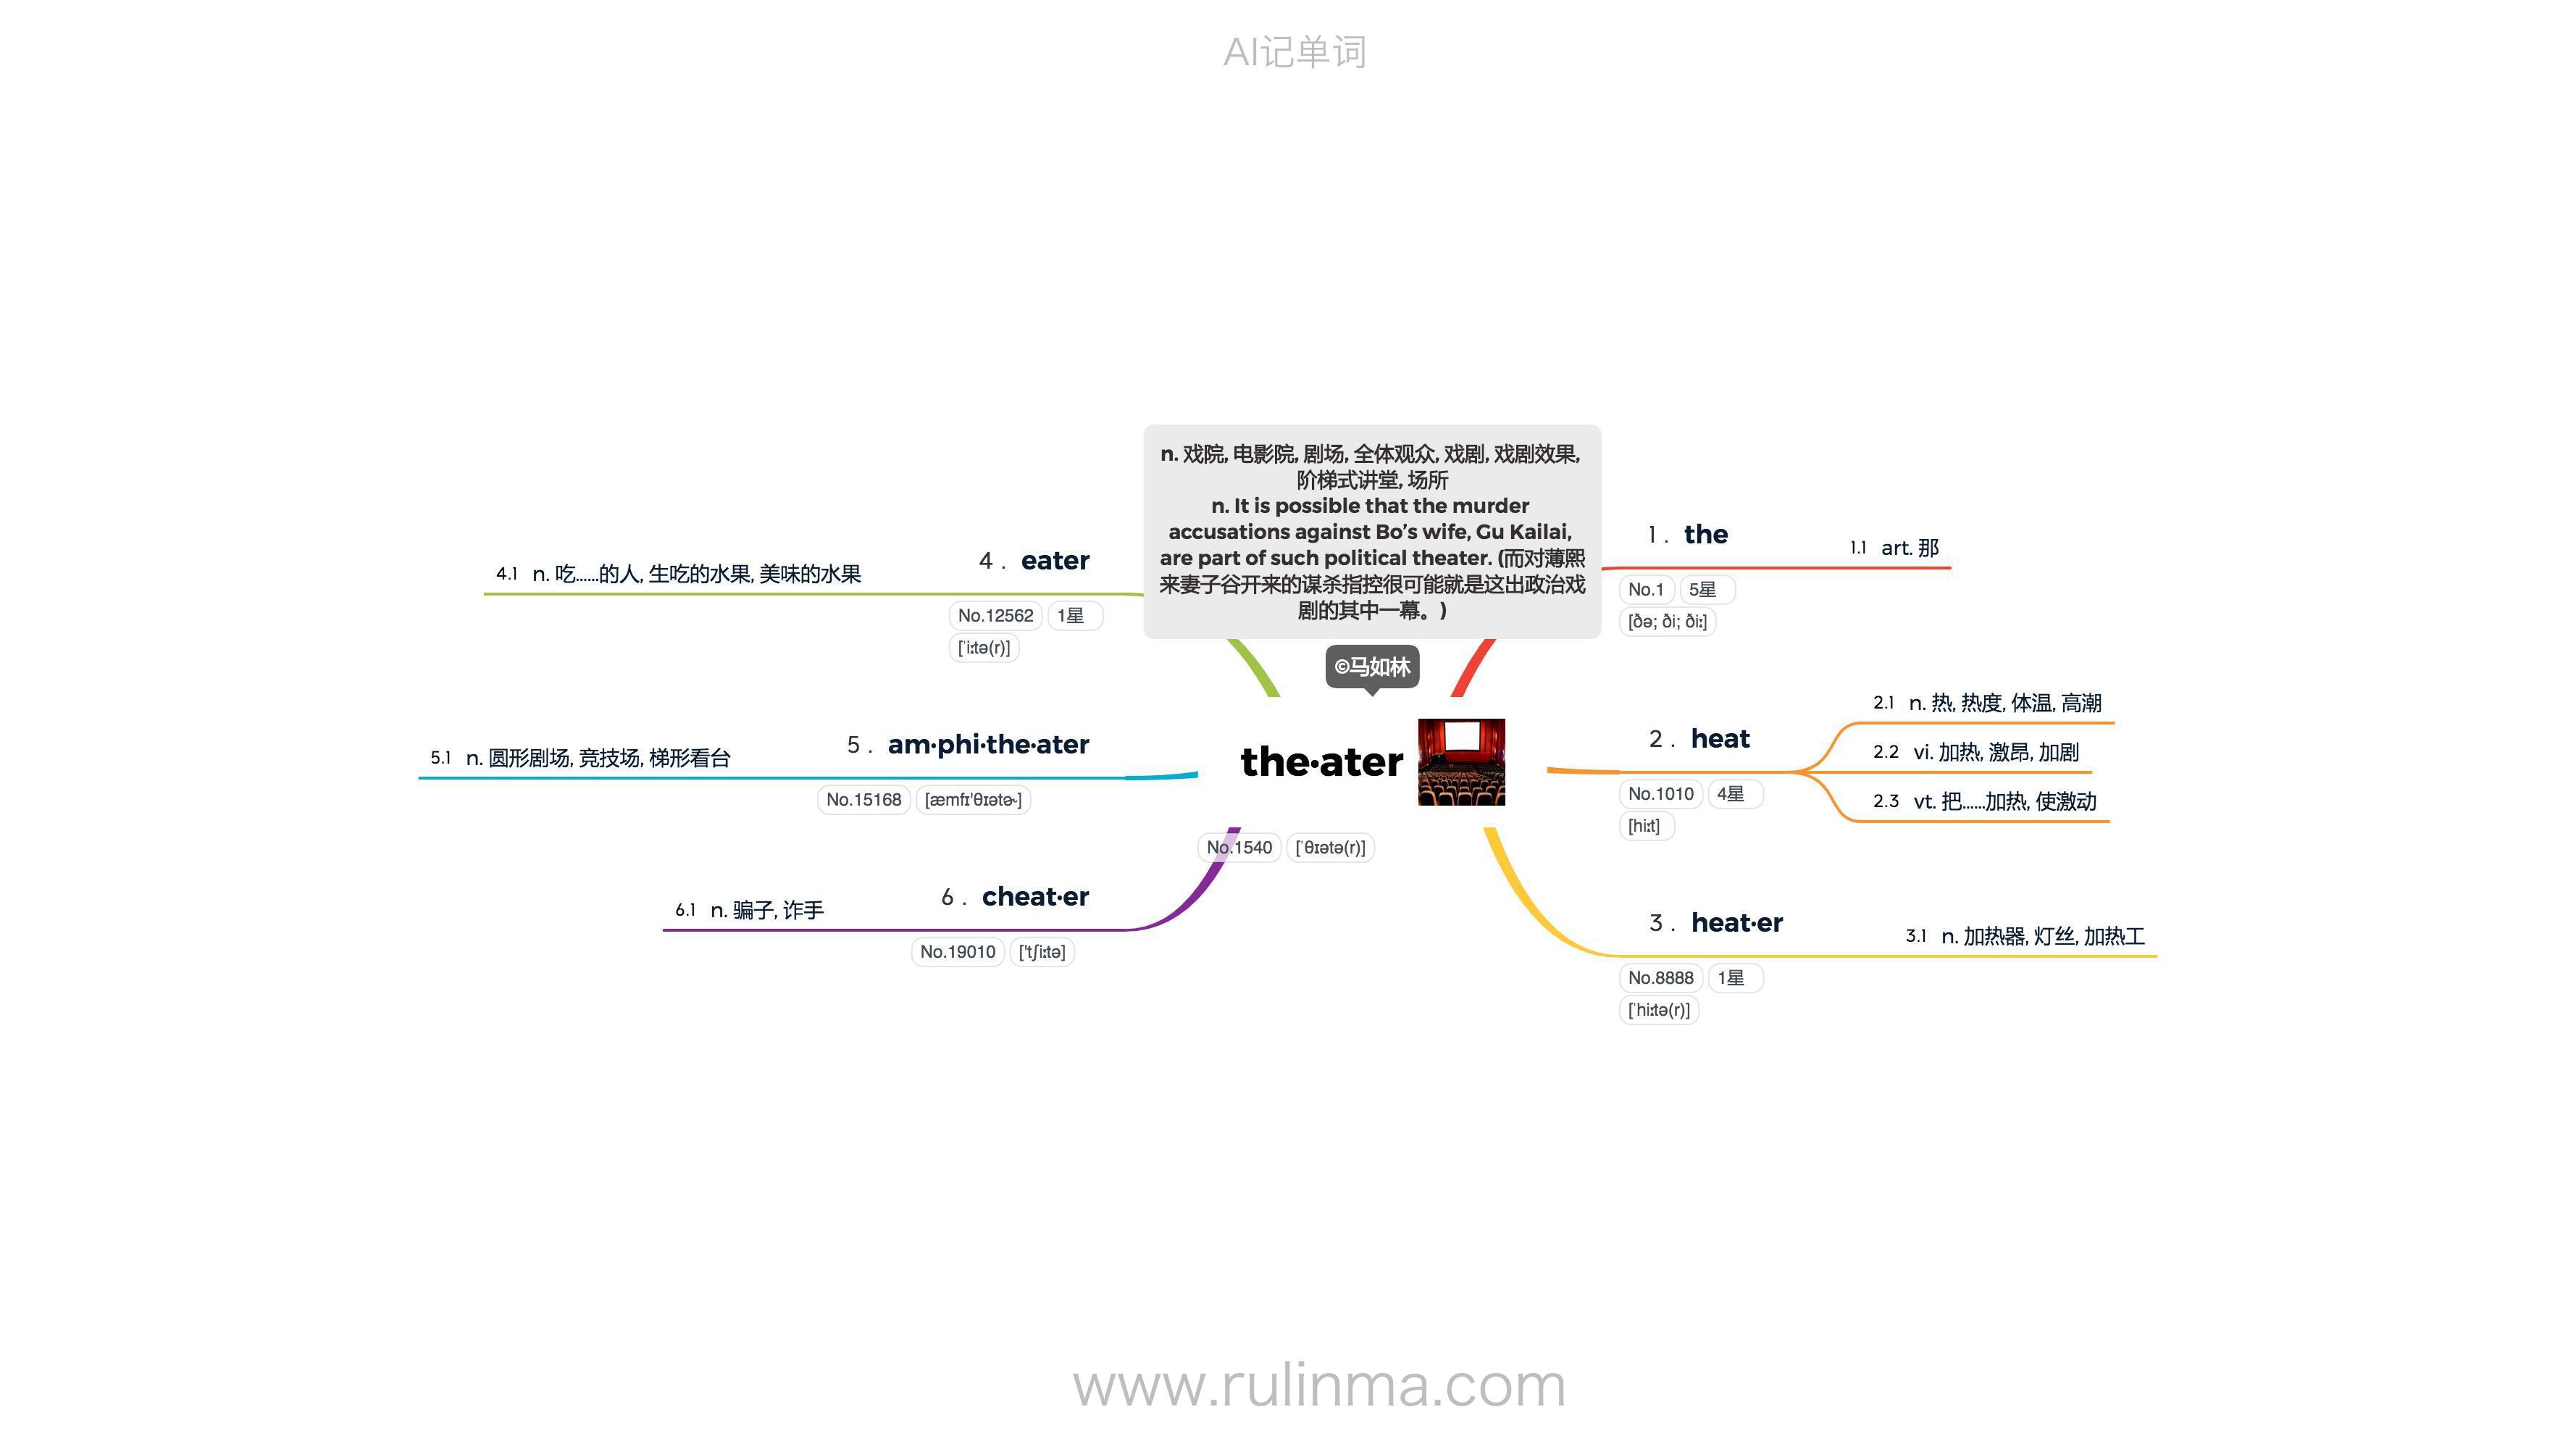 AI记单词
n. 戏院, 电影院, 剧场, 全体观众, 戏剧, 戏剧效果,
阶梯式讲堂, 场所
n. It is possible that the murder
accusations against Bo’s wife, Gu Kailai,
are part of such political theater. (而对薄熙
来妻子谷开来的谋杀指控很可能就是这出政治戏
剧的其中一幕。)
©马如林
the·ater
No.1540 [ˈθɪətə(r)]
1 . the
No.1 5星
[ðə; ði; ðiː]
1.1 art. 那
2 . heat
No.1010 4星
[hiːt]
2.1 n. 热, 热度, 体温, 高潮
2.2 vi. 加热, 激昂, 加剧
2.3 vt. 把……加热, 使激动
3 . heat·er
No.8888 1星
[ˈhiːtə(r)]
3.1 n. 加热器, 灯丝, 加热工
4 . eater
No.12562 1星
[ˈiːtə(r)]
4.1 n. 吃……的人, 生吃的水果, 美味的水果
5 . am·phi·the·ater
No.15168 [æmfɪ'θɪətɚ]
5.1 n. 圆形剧场, 竞技场, 梯形看台
6 . cheat·er
No.19010 ['tʃiːtə]
6.1 n. 骗子, 诈手
www.rulinma.com